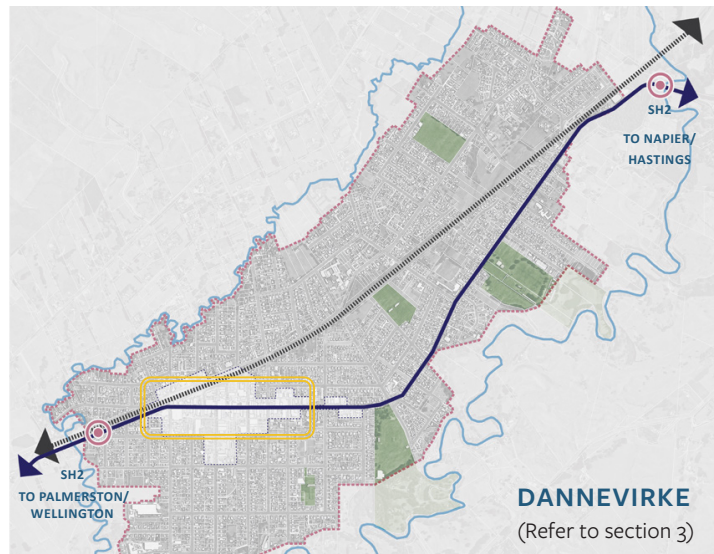 SH2
TO NAPIER/
HASTINGS
SH2
TO PALMERSTON/
WELLINGTON
DANNEVIRKE
(Refer to section 3)